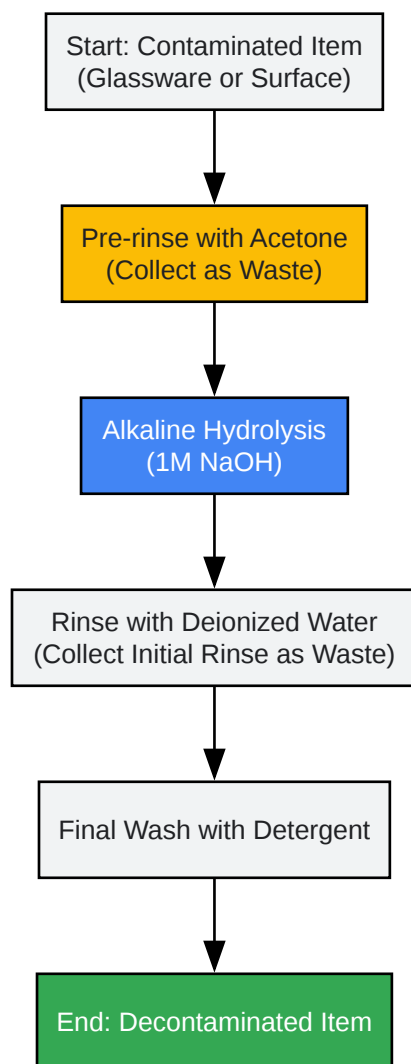 Start: Contaminated Item
(Glassware or Surface)
Pre-rinse with Acetone
(Collect as Waste)
Alkaline Hydrolysis
(1M NaOH)
Rinse with Deionized Water
(Collect Initial Rinse as Waste)
Final Wash with Detergent
End: Decontaminated Item